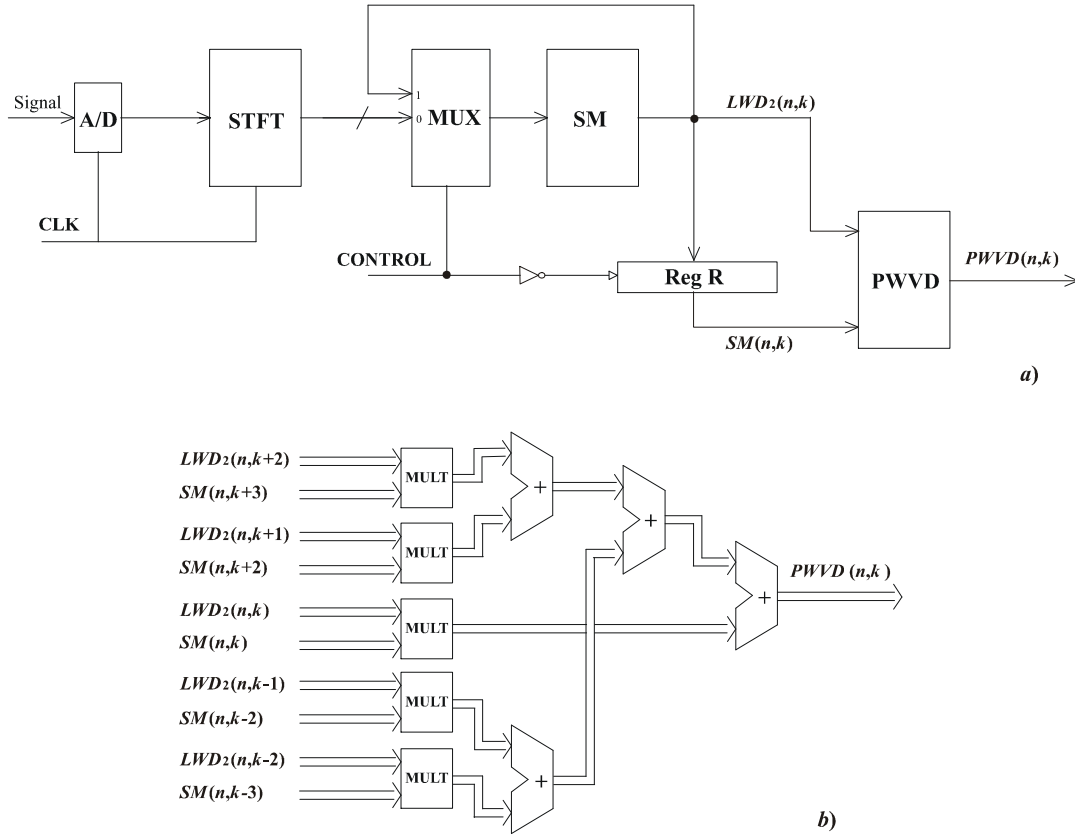 Signal
A/D
STFT
1
0
MUX
SM
LWD2(n,k)
CLK
CONTROL
Reg R
PWVD
PWVD(n,k)
SM(n,k)
a)
LWD2(n,k+2)
SM(n,k+3)
MULT
+
LWD2(n,k+1)
SM(n,k+2)
MULT
+
LWD2(n,k)
SM(n,k)
MULT
+
PWVD (n,k)
LWD2(n,k-1)
SM(n,k-2)
MULT
LWD2(n,k-2)
SM(n,k-3)
MULT
+
b)